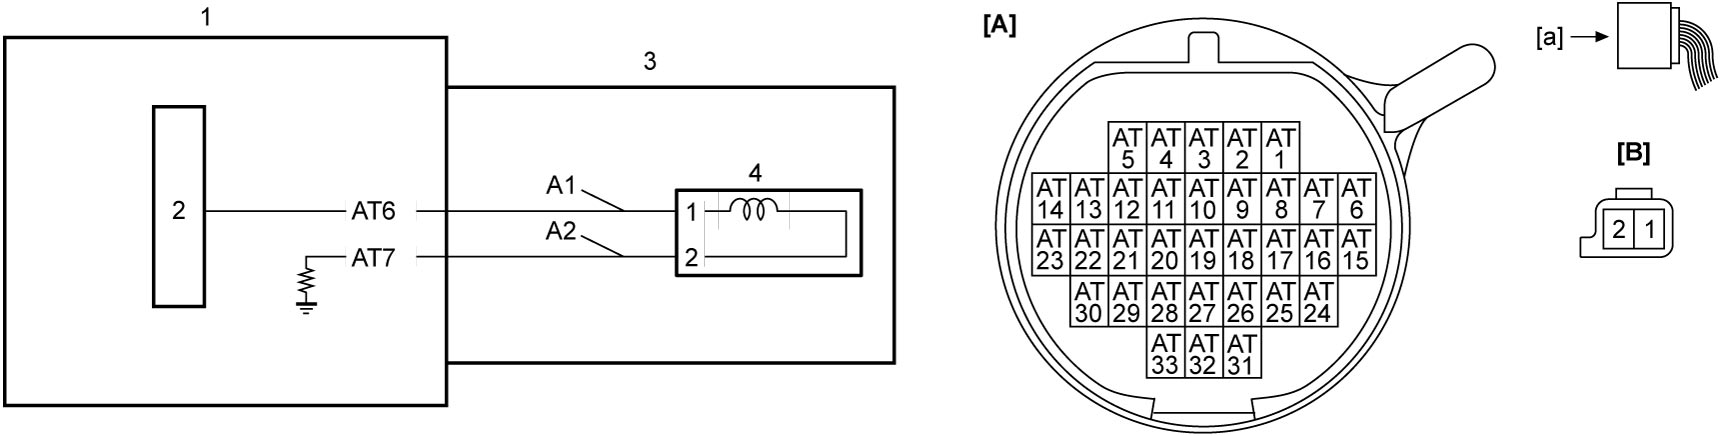 1
3
2
AT6
AT7
A1
A2
4
1
2
[A]
AT AT AT AT AT
5 4 3 2 1
AT AT AT AT AT AT AT AT AT
14 13 12 11 10 9 8 7 6
AT AT AT AT AT AT AT AT AT
23 22 21 20 19 18 17 16 15
AT AT AT AT AT AT AT
30 29 28 27 26 25 24
AT AT AT
33 32 31
[a]
[B]
2 1